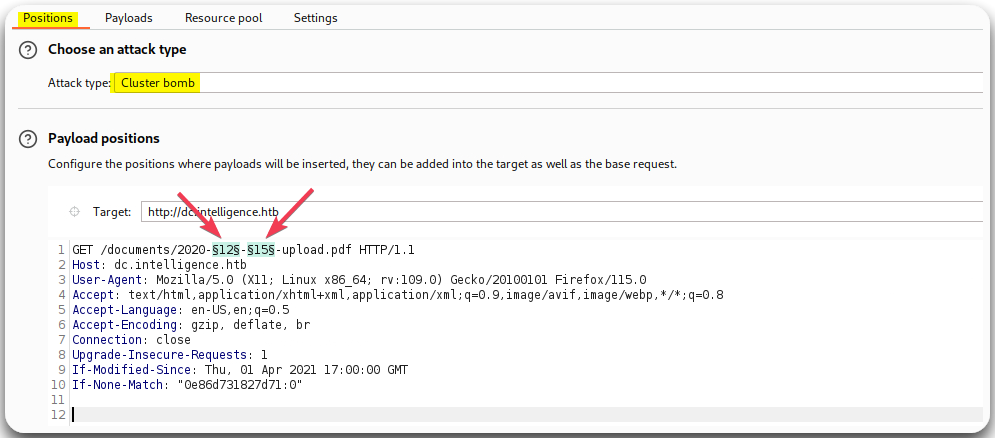 Positions Payloads Resource pool Settings
? Choose an attack type
Attack type: Cluster bomb
? Payload positions
Configure the positions where payloads will be inserted, they can be added into the target as well as the base request.
Target: http://dc.intelligence.htb
1 GET /documents/2020-§12§-§15§-upload.pdf HTTP/1.1
2 Host: dc.intelligence.htb
3 User-Agent: Mozilla/5.0 (X11; Linux x86_64; rv:109.0) Gecko/20100101 Firefox/115.0
4 Accept: text/html,application/xhtml+xml,application/xml;q=0.9,image/avif,image/webp,*/*;q=0.8
5 Accept-Language: en-US,en;q=0.5
6 Accept-Encoding: gzip, deflate, br
7 Connection: close
8 Upgrade-Insecure-Requests: 1
9 If-Modified-Since: Thu, 01 Apr 2021 17:00:00 GMT
10 If-None-Match: "0e86d731827d71:0"
11
12